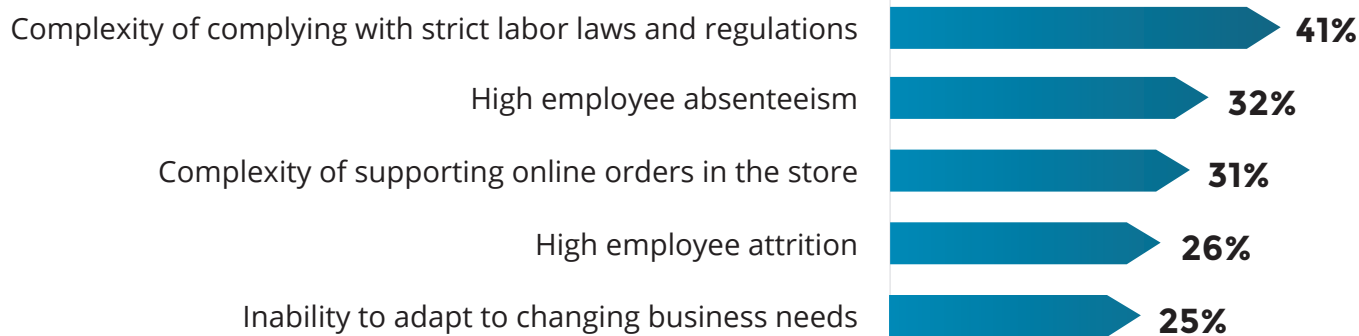 Complexity of complying with strict labor laws and regulations 41%
High employee absenteeism 32%
Complexity of supporting online orders in the store 31%
High employee attrition 26%
Inability to adapt to changing business needs 25%